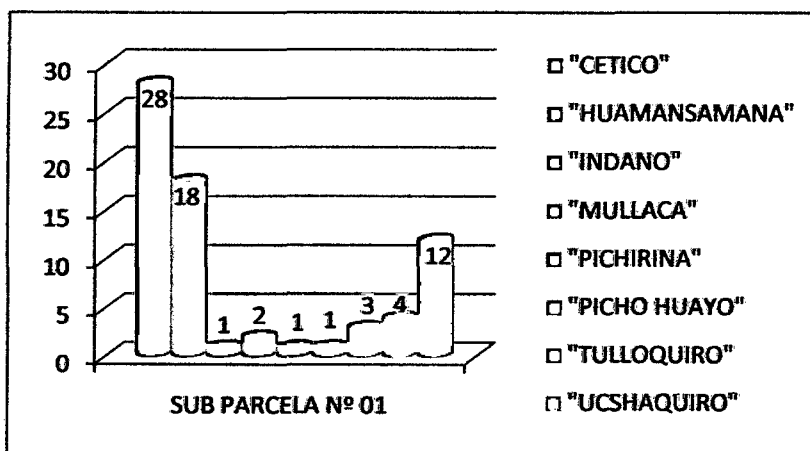 30
25
20
15
10
5
0
28
18
1
2
1
1
3
4
12
SUB PARCELA Nº 01
"CETICO"
"HUAMANSAMANA"
"INDANO"
"MULLACA"
"PICHIRINA"
"PICHO HUAYO"
"TULLOQUIRO"
"UCSHAQUIRO"